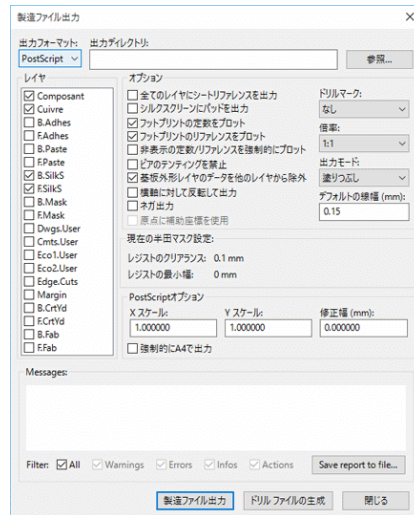 製造ファイル出力
出力フォーマット: 出力ディレクトリ:
PostScript 参照...
レイヤ
Composant
Cuivre
B.Adhes
F.Adhes
B.Paste
F.Paste
B.SilkS
F.SilkS
B.Mask
F.Mask
Dwgs.User
Cmts.User
Eco1.User
Eco2.User
Edge.Cuts
Margin
B.CrtYd
F.CrtYd
B.Fab
F.Fab
オプション
全てのレイヤにシートリファレンスを出力
シルクスクリーンにパッドを出力
フットプリントの定数をプロット
フットプリントのリファレンスをプロット
非表示の定数/リファレンスを強制的にプロット
ビアのテンティングを禁止
基板外形レイヤのデータを他のレイヤから除外
横軸に対して反転して出力
ネガ出力
原点に補助座標を使用
ドリルマーク:
なし
倍率:
1:1
出力モード:
塗りつぶし
デフォルトの線幅 (mm):
0.15
現在の半田マスク設定:
レジストのクリアランス: 0.1 mm
レジストの最小幅: 0 mm
PostScriptオプション
X スケール: Y スケール: 修正幅 (mm):
1.000000 1.000000 0.000000
強制的にA4で出力
Messages:
Filter: All Warnings Errors Infos Actions Save report to file...
製造ファイル出力 ドリル ファイルの生成 閉じる